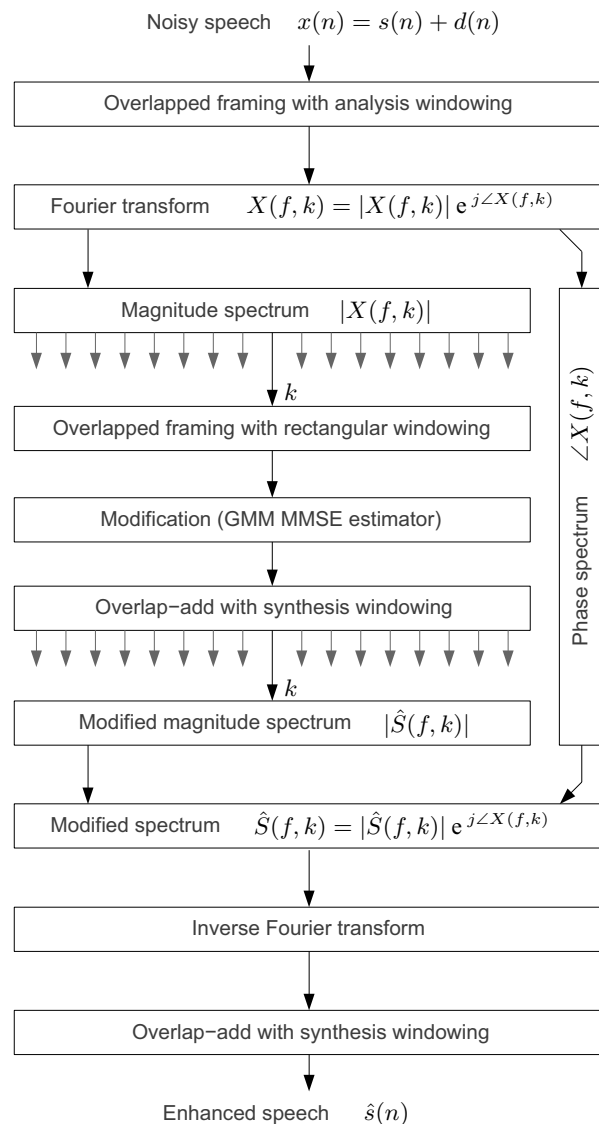 Noisy speech x(n) = s(n) + d(n)
Overlapped framing with analysis windowing
Fourier transform X(f, k) = |X(f, k)| e^{j∠X(f,k)}
Magnitude spectrum |X(f, k)|
k
Overlapped framing with rectangular windowing
Modification (GMM MMSE estimator)
Overlap−add with synthesis windowing
k
Modified magnitude spectrum |Ŝ(f, k)|
Phase spectrum ∠X(f, k)
Modified spectrum Ŝ(f, k) = |Ŝ(f, k)| e^{j∠X(f,k)}
Inverse Fourier transform
Overlap−add with synthesis windowing
Enhanced speech ŝ(n)